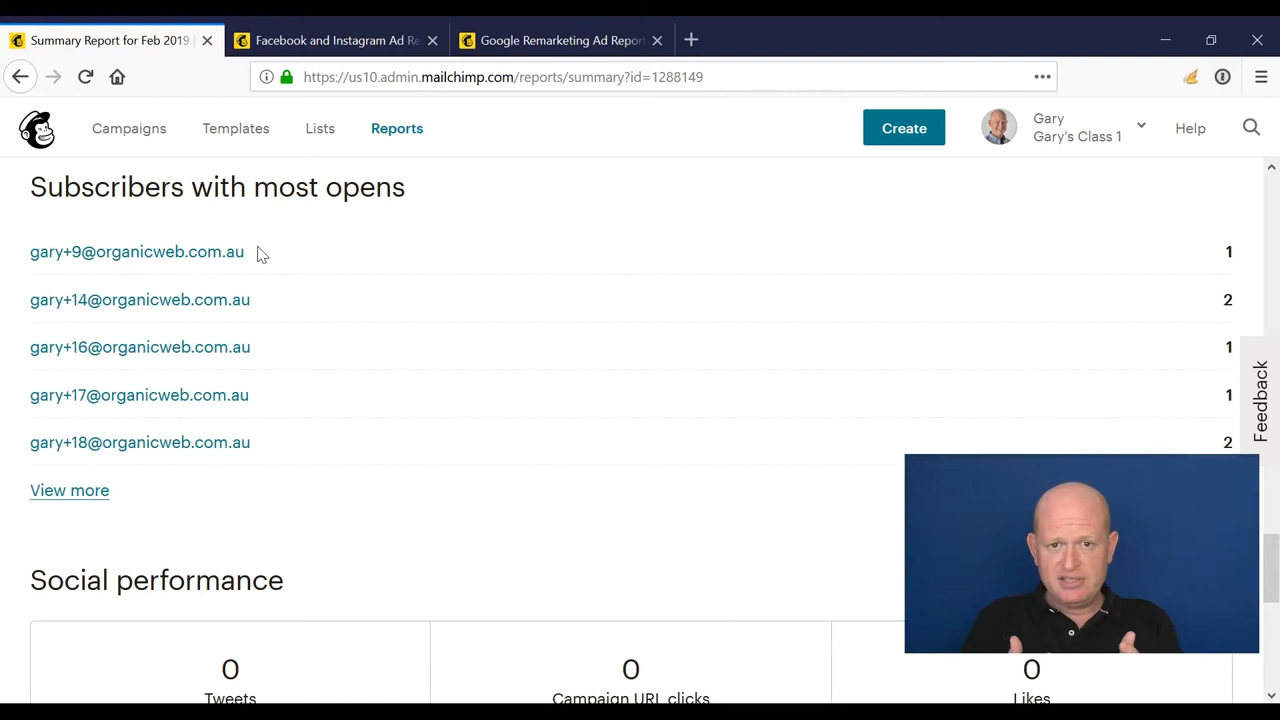 Summary Report for Feb 2019
Facebook and Instagram Ad Re
Google Remarketing Ad Report
https://us10.admin.mailchimp.com/reports/summary?id=1288149
Campaigns
Templates
Lists
Reports
Create
Gary
Gary's Class 1
Help
Subscribers with most opens
gary+9@organicweb.com.au 1
gary+14@organicweb.com.au 2
gary+16@organicweb.com.au 1
gary+17@organicweb.com.au 1
gary+18@organicweb.com.au 2
View more
Feedback
Social performance
0
0
0
Tweets
Campaign URL clicks
Likes